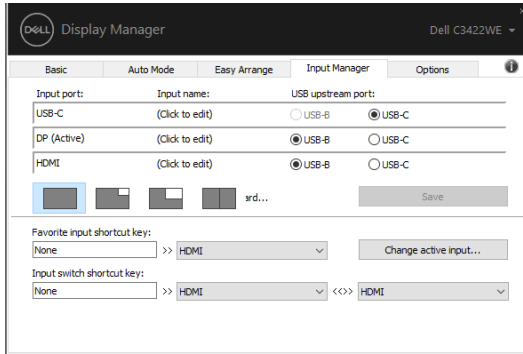 DELL Display Manager Dell C3422WE
Basic Auto Mode Easy Arrange Input Manager Options
Input port: Input name: USB upstream port:
USB-C (Click to edit) USB-B USB-C
DP (Active) (Click to edit) USB-B USB-C
HDMI (Click to edit) USB-B USB-C
Save
Favorite input shortcut key:
None >> HDMI Change active input...
Input switch shortcut key:
None >> HDMI <<>> HDMI